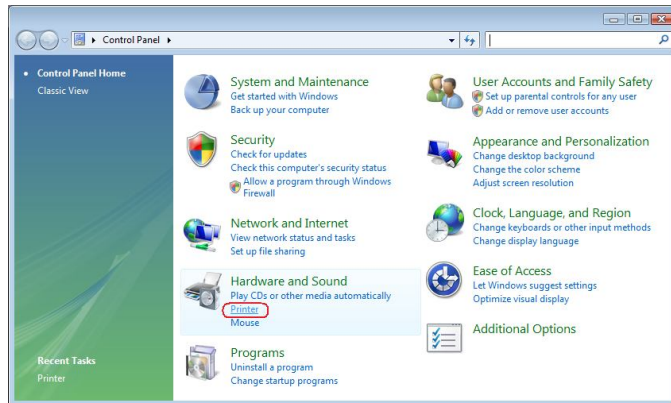 Control Panel
Control Panel Home
Classic View
System and Maintenance
Get started with Windows
Back up your computer
Security
Check for updates
Check this computer's security status
Allow a program through Windows
Firewall
Network and Internet
View network status and tasks
Set up file sharing
Hardware and Sound
Play CDs or other media automatically
Printer
Mouse
Programs
Uninstall a program
Change startup programs
User Accounts and Family Safety
Set up parental controls for any user
Add or remove user accounts
Appearance and Personalization
Change desktop background
Change the color scheme
Adjust screen resolution
Clock, Language, and Region
Change keyboards or other input methods
Change display language
Ease of Access
Let Windows suggest settings
Optimize visual display
Additional Options
Recent Tasks
Printer